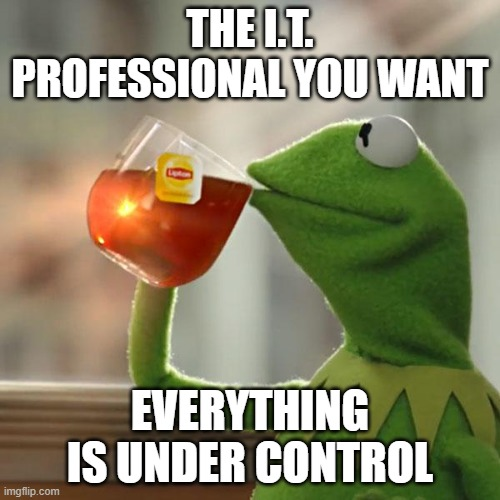 THE I.T.
PROFESSIONAL YOU WANT
Lipton
EVERYTHING
IS UNDER CONTROL
imgflip.com